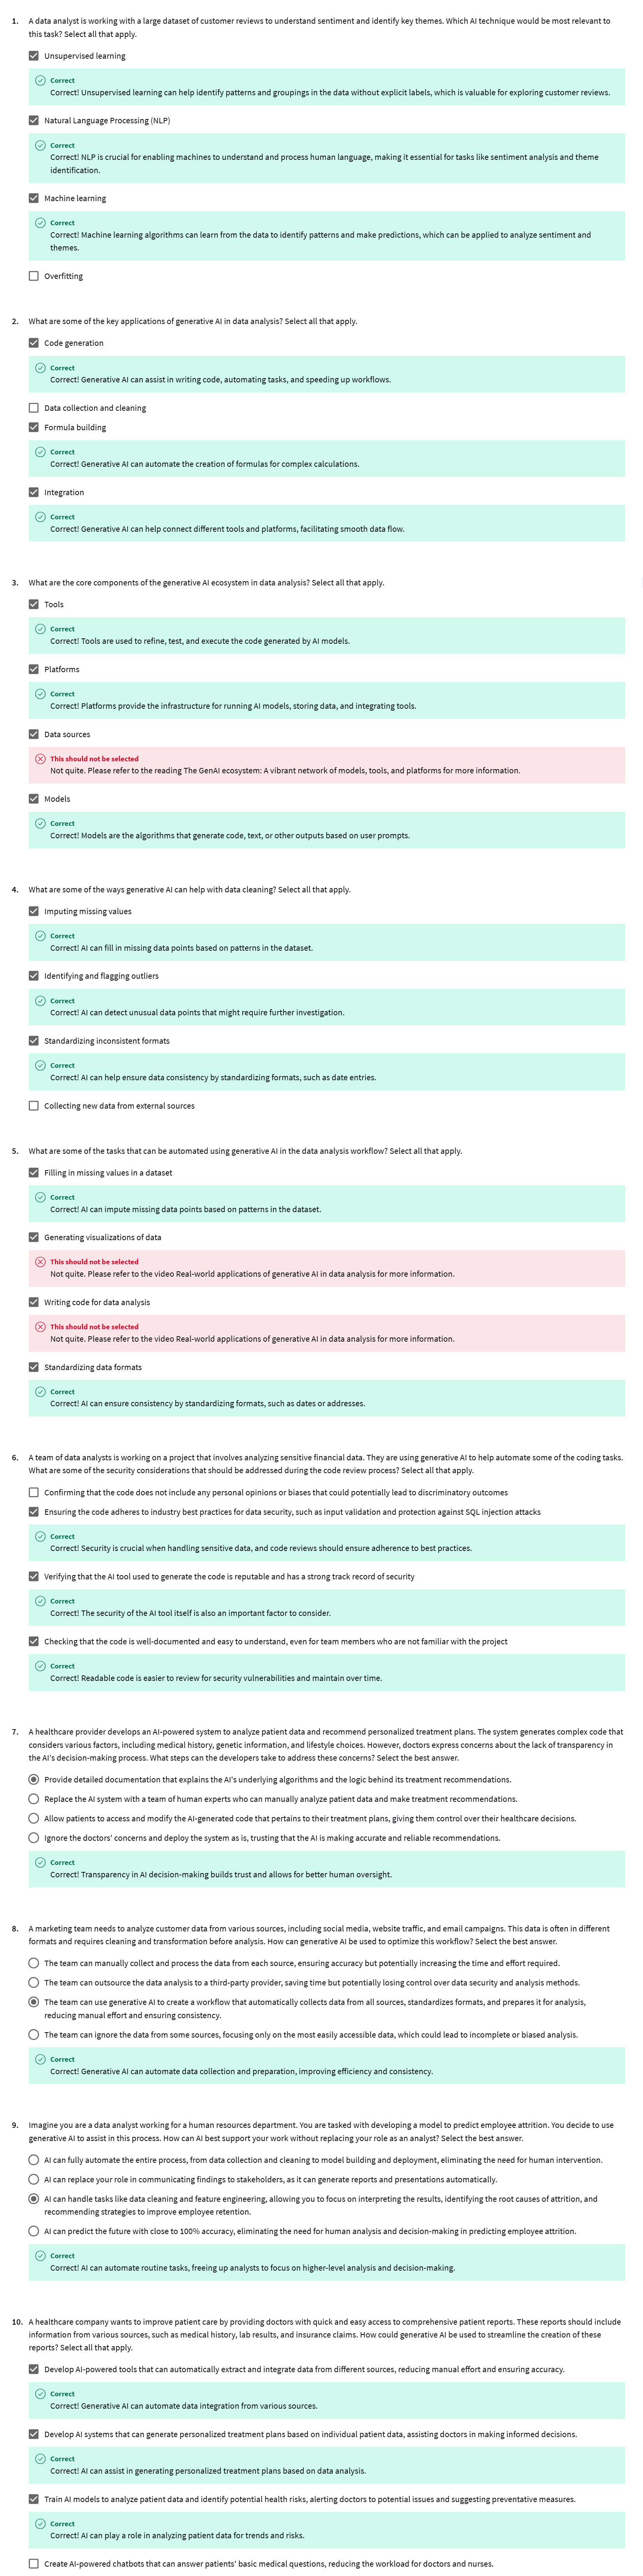 1. A data analyst is working with a large dataset of customer reviews to understand sentiment and identify key themes. Which AI technique would be most relevant to
this task? Select all that apply.
Unsupervised learning
Correct
Correct! Unsupervised learning can help identify patterns and groupings in the data without explicit labels, which is valuable for exploring customer reviews.
Natural Language Processing (NLP)
Correct
Correct! NLP is crucial for enabling machines to understand and process human language, making it essential for tasks like sentiment analysis and theme
identification.
Machine learning
Correct
Correct! Machine learning algorithms can learn from the data to identify patterns and make predictions, which can be applied to analyze sentiment and
themes.
Overfitting
2. What are some of the key applications of generative AI in data analysis? Select all that apply.
Code generation
Correct
Correct! Generative AI can assist in writing code, automating tasks, and speeding up workflows.
Data collection and cleaning
Formula building
Correct
Correct! Generative AI can automate the creation of formulas for complex calculations.
Integration
Correct
Correct! Generative AI can help connect different tools and platforms, facilitating smooth data flow.
3. What are the core components of the generative AI ecosystem in data analysis? Select all that apply.
Tools
Correct
Correct! Tools are used to refine, test, and execute the code generated by AI models.
Platforms
Correct
Correct! Platforms provide the infrastructure for running AI models, storing data, and integrating tools.
Data sources
This should not be selected
Not quite. Please refer to the reading The GenAI ecosystem: A vibrant network of models, tools, and platforms for more information.
Models
Correct
Correct! Models are the algorithms that generate code, text, or other outputs based on user prompts.
4. What are some of the ways generative AI can help with data cleaning? Select all that apply.
Imputing missing values
Correct
Correct! AI can fill in missing data points based on patterns in the dataset.
Identifying and flagging outliers
Correct
Correct! AI can detect unusual data points that might require further investigation.
Standardizing inconsistent formats
Correct
Correct! AI can help ensure data consistency by standardizing formats, such as date entries.
Collecting new data from external sources
5. What are some of the tasks that can be automated using generative AI in the data analysis workflow? Select all that apply.
Filling in missing values in a dataset
Correct
Correct! AI can impute missing data points based on patterns in the dataset.
Generating visualizations of data
This should not be selected
Not quite. Please refer to the video Real-world applications of generative AI in data analysis for more information.
Writing code for data analysis
This should not be selected
Not quite. Please refer to the video Real-world applications of generative AI in data analysis for more information.
Standardizing data formats
Correct
Correct! AI can ensure consistency by standardizing formats, such as dates or addresses.
6. A team of data analysts is working on a project that involves analyzing sensitive financial data. They are using generative AI to help automate some of the coding tasks.
What are some of the security considerations that should be addressed during the code review process? Select all that apply.
Confirming that the code does not include any personal opinions or biases that could potentially lead to discriminatory outcomes
Ensuring the code adheres to industry best practices for data security, such as input validation and protection against SQL injection attacks
Correct
Correct! Security is crucial when handling sensitive data, and code reviews should ensure adherence to best practices.
Verifying that the AI tool used to generate the code is reputable and has a strong track record of security
Correct
Correct! The security of the AI tool itself is also an important factor to consider.
Checking that the code is well-documented and easy to understand, even for team members who are not familiar with the project
Correct
Correct! Readable code is easier to review for security vulnerabilities and maintain over time.
7. A healthcare provider develops an AI-powered system to analyze patient data and recommend personalized treatment plans. The system generates complex code that
considers various factors, including medical history, genetic information, and lifestyle choices. However, doctors express concerns about the lack of transparency in
the AI's decision-making process. What steps can the developers take to address these concerns? Select the best answer.
Provide detailed documentation that explains the AI's underlying algorithms and the logic behind its treatment recommendations.
Replace the AI system with a team of human experts who can manually analyze patient data and make treatment recommendations.
Allow patients to access and modify the AI-generated code that pertains to their treatment plans, giving them control over their healthcare decisions.
Ignore the doctors' concerns and deploy the system as is, trusting that the AI is making accurate and reliable recommendations.
Correct
Correct! Transparency in AI decision-making builds trust and allows for better human oversight.
8. A marketing team needs to analyze customer data from various sources, including social media, website traffic, and email campaigns. This data is often in different
formats and requires cleaning and transformation before analysis. How can generative AI be used to optimize this workflow? Select the best answer.
The team can manually collect and process the data from each source, ensuring accuracy but potentially increasing the time and effort required.
The team can outsource the data analysis to a third-party provider, saving time but potentially losing control over data security and analysis methods.
The team can use generative AI to create a workflow that automatically collects data from all sources, standardizes formats, and prepares it for analysis,
reducing manual effort and ensuring consistency.
The team can ignore the data from some sources, focusing only on the most easily accessible data, which could lead to incomplete or biased analysis.
Correct
Correct! Generative AI can automate data collection and preparation, improving efficiency and consistency.
9. Imagine you are a data analyst working for a human resources department. You are tasked with developing a model to predict employee attrition. You decide to use
generative AI to assist in this process. How can AI best support your work without replacing your role as an analyst? Select the best answer.
AI can fully automate the entire process, from data collection and cleaning to model building and deployment, eliminating the need for human intervention.
AI can replace your role in communicating findings to stakeholders, as it can generate reports and presentations automatically.
AI can handle tasks like data cleaning and feature engineering, allowing you to focus on interpreting the results, identifying the root causes of attrition, and
recommending strategies to improve employee retention.
AI can predict the future with close to 100% accuracy, eliminating the need for human analysis and decision-making in predicting employee attrition.
Correct
Correct! AI can automate routine tasks, freeing up analysts to focus on higher-level analysis and decision-making.
10. A healthcare company wants to improve patient care by providing doctors with quick and easy access to comprehensive patient reports. These reports should include
information from various sources, such as medical history, lab results, and insurance claims. How could generative AI be used to streamline the creation of these
reports? Select all that apply.
Develop AI-powered tools that can automatically extract and integrate data from different sources, reducing manual effort and ensuring accuracy.
Correct
Correct! Generative AI can automate data integration from various sources.
Develop AI systems that can generate personalized treatment plans based on individual patient data, assisting doctors in making informed decisions.
Correct
Correct! AI can assist in generating personalized treatment plans based on data analysis.
Train AI models to analyze patient data and identify potential health risks, alerting doctors to potential issues and suggesting preventative measures.
Correct
Correct! AI can play a role in analyzing patient data for trends and risks.
Create AI-powered chatbots that can answer patients' basic medical questions, reducing the workload for doctors and nurses.